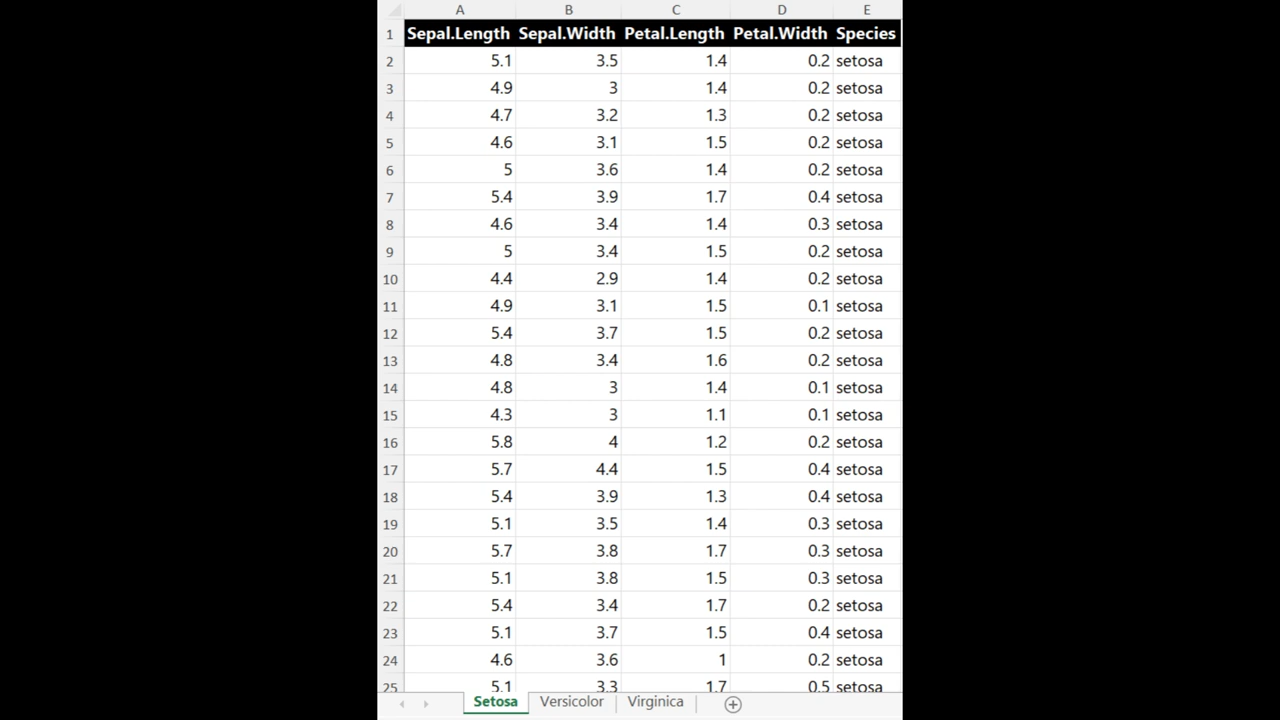 A B C D E
1 Sepal.Length Sepal.Width Petal.Length Petal.Width Species
2 5.1 3.5 1.4 0.2 setosa
3 4.9 3 1.4 0.2 setosa
4 4.7 3.2 1.3 0.2 setosa
5 4.6 3.1 1.5 0.2 setosa
6 5 3.6 1.4 0.2 setosa
7 5.4 3.9 1.7 0.4 setosa
8 4.6 3.4 1.4 0.3 setosa
9 5 3.4 1.5 0.2 setosa
10 4.4 2.9 1.4 0.2 setosa
11 4.9 3.1 1.5 0.1 setosa
12 5.4 3.7 1.5 0.2 setosa
13 4.8 3.4 1.6 0.2 setosa
14 4.8 3 1.4 0.1 setosa
15 4.3 3 1.1 0.1 setosa
16 5.8 4 1.2 0.2 setosa
17 5.7 4.4 1.5 0.4 setosa
18 5.4 3.9 1.3 0.4 setosa
19 5.1 3.5 1.4 0.3 setosa
20 5.7 3.8 1.7 0.3 setosa
21 5.1 3.8 1.5 0.3 setosa
22 5.4 3.4 1.7 0.2 setosa
23 5.1 3.7 1.5 0.4 setosa
24 4.6 3.6 1 0.2 setosa
25 5.1 3.3 1.7 0.5 setosa
Setosa Versicolor Virginica